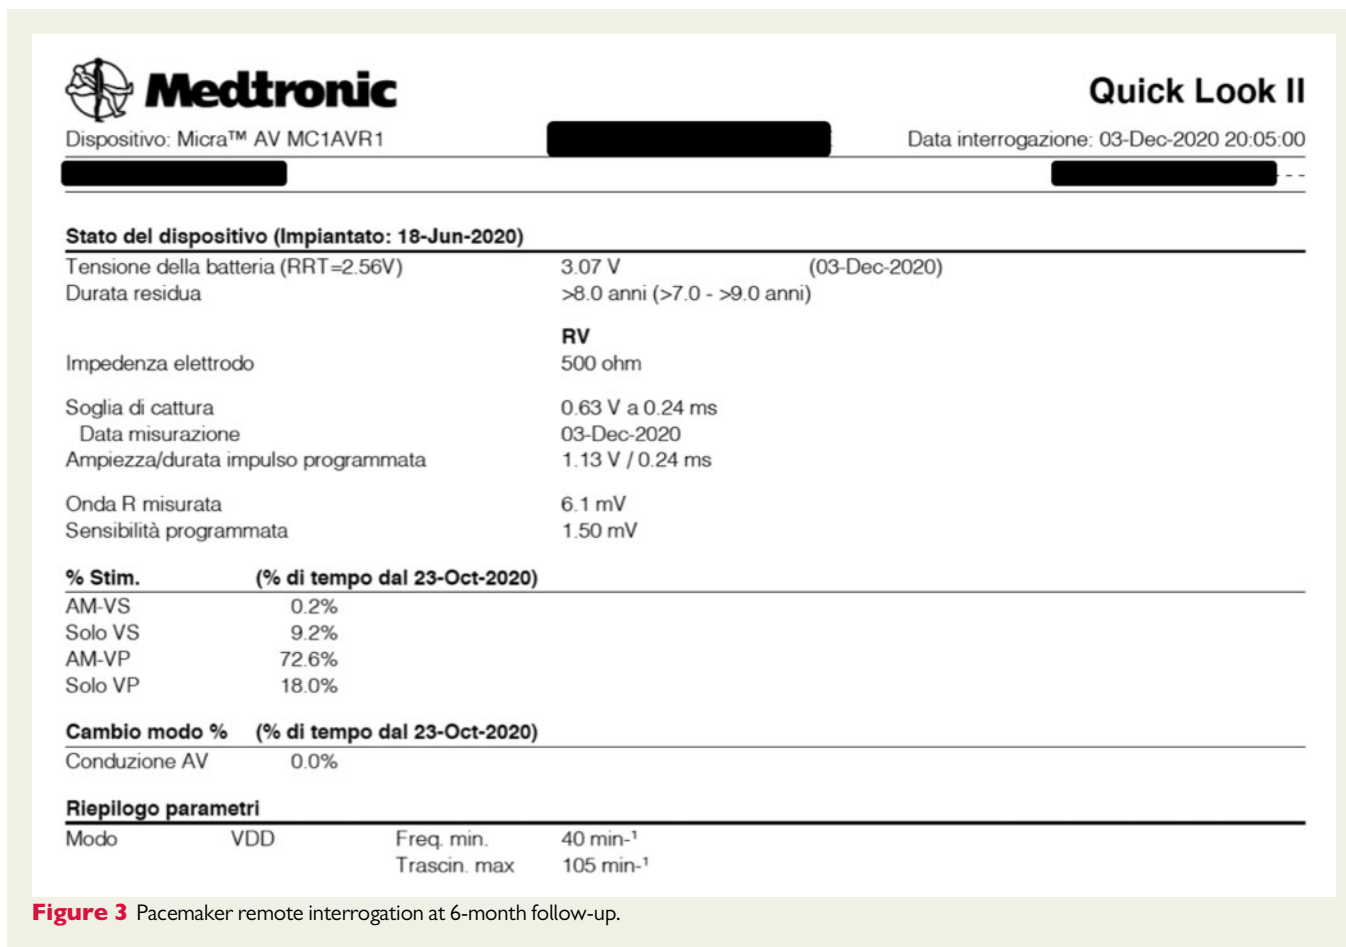 Medtronic
Quick Look II
Dispositivo: Micra™ AV MC1AVR1 Data interrogazione: 03-Dec-2020 20:05:00
- -
Stato del dispositivo (Impiantato: 18-Jun-2020)
Tensione della batteria (RRT=2.56V) 3.07 V (03-Dec-2020)
Durata residua >8.0 anni (>7.0 - >9.0 anni)
RV
Impedenza elettrodo 500 ohm
Soglia di cattura 0.63 V a 0.24 ms
Data misurazione 03-Dec-2020
Ampiezza/durata impulso programmata 1.13 V / 0.24 ms
Onda R misurata 6.1 mV
Sensibilità programmata 1.50 mV
% Stim. (% di tempo dal 23-Oct-2020)
AM-VS 0.2%
Solo VS 9.2%
AM-VP 72.6%
Solo VP 18.0%
Cambio modo % (% di tempo dal 23-Oct-2020)
Conduzione AV 0.0%
Riepilogo parametri
Modo VDD Freq. min. 40 min-¹
Trascin. max 105 min-¹
Figure 3 Pacemaker remote interrogation at 6-month follow-up.